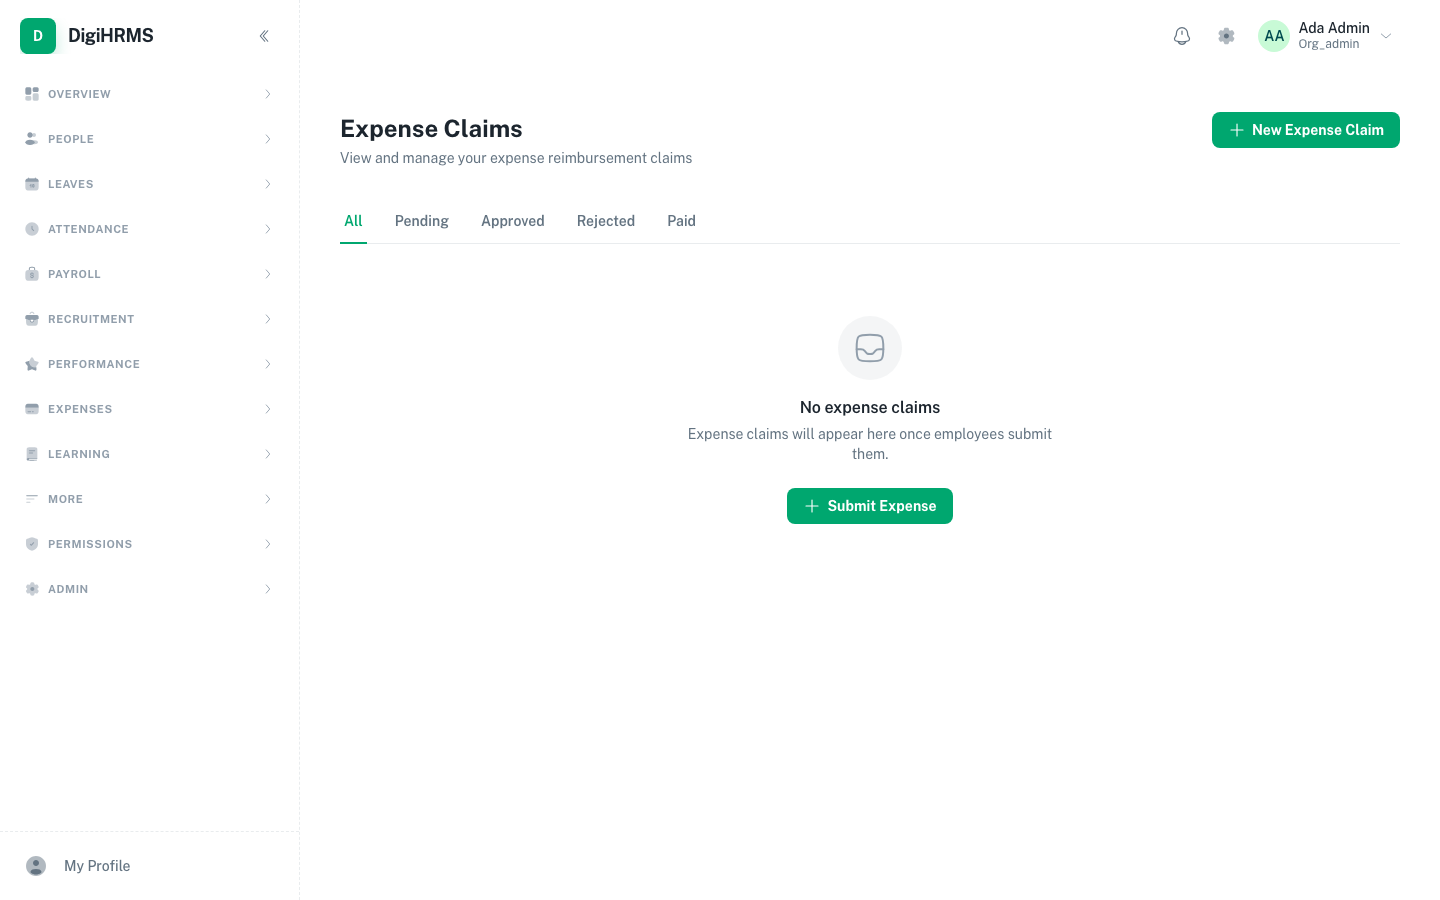 D
DigiHRMS
Ada Admin
Org_admin
OVERVIEW
PEOPLE
LEAVES
ATTENDANCE
PAYROLL
RECRUITMENT
PERFORMANCE
EXPENSES
LEARNING
MORE
PERMISSIONS
ADMIN
My Profile
AA
Expense Claims
View and manage your expense reimbursement claims
New Expense Claim
All
Pending
Approved
Rejected
Paid
No expense claims
Expense claims will appear here once employees submit
them.
Submit Expense